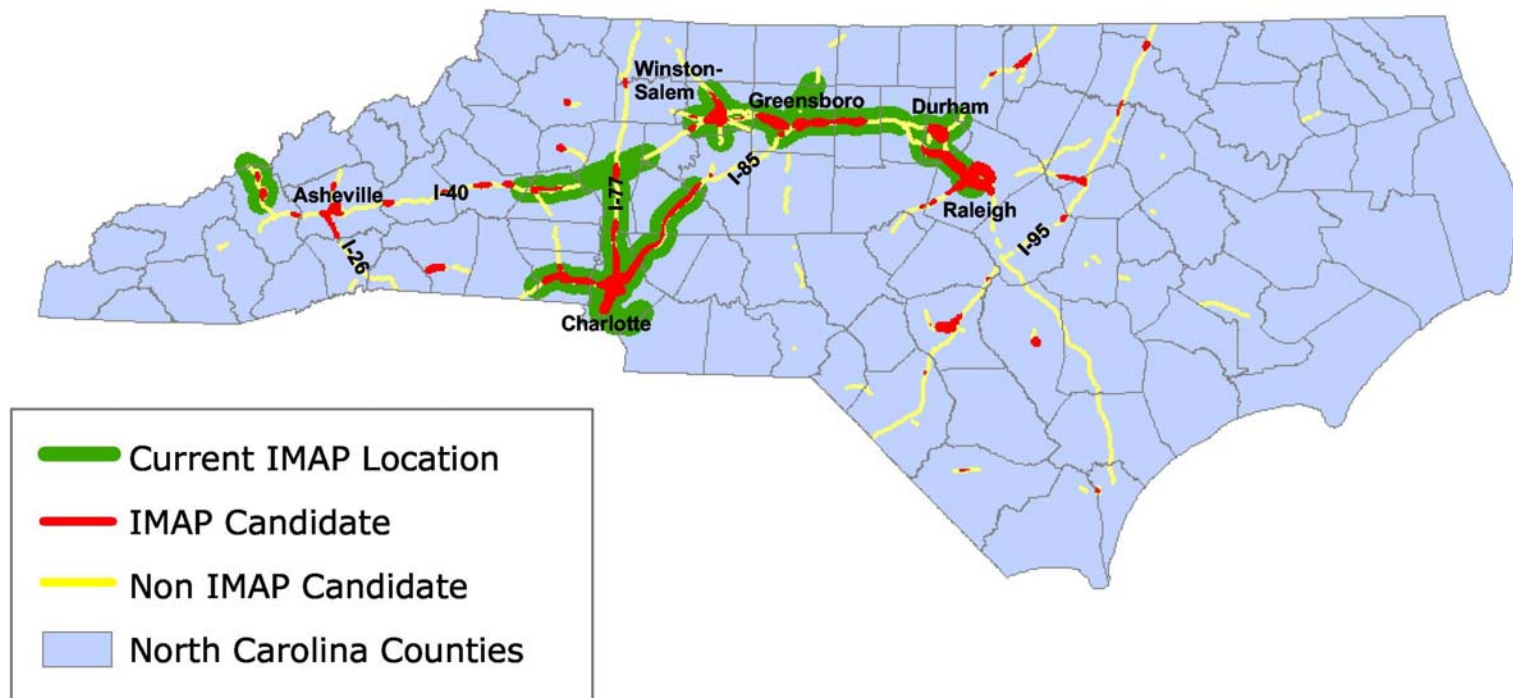 Winston-
Salem
Greensboro
Durham
I-85
I-77
Asheville
I-40
Raleigh
I-26
I-95
Charlotte
Current IMAP Location
IMAP Candidate
Non IMAP Candidate
North Carolina Counties